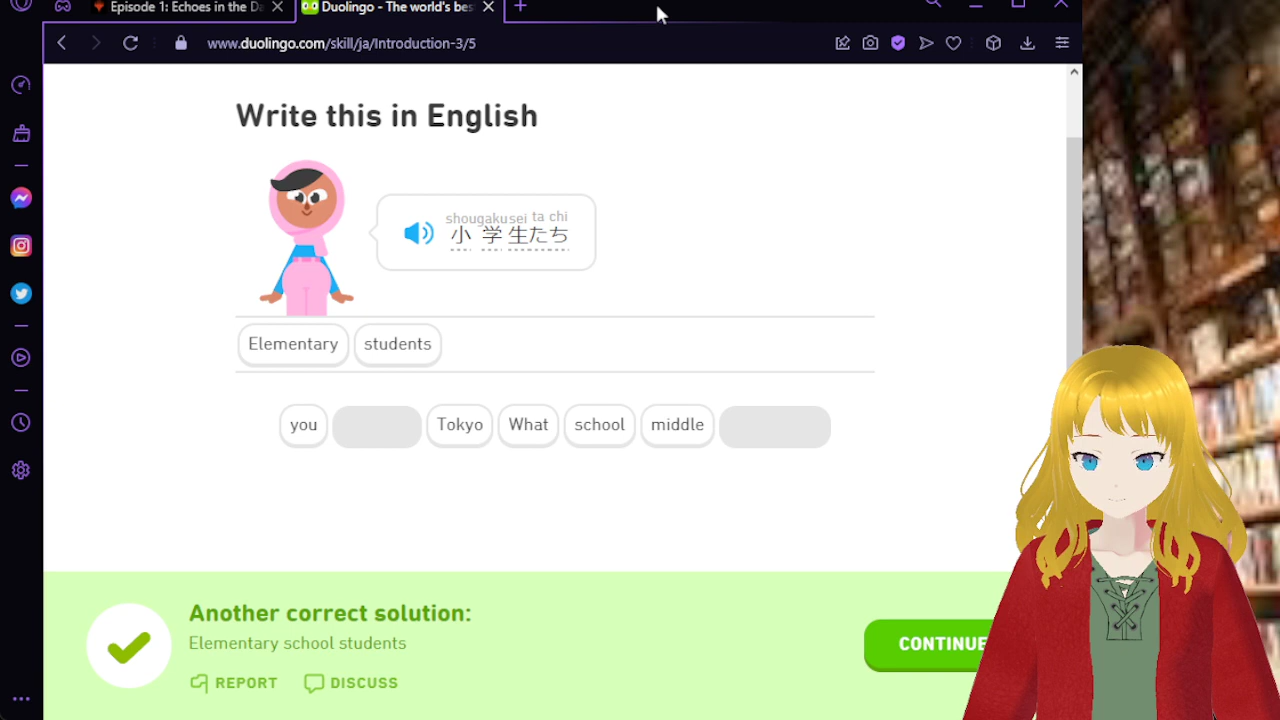 Episode 1: Echoes in the Da
Duolingo - The world's bes
www.duolingo.com/skill/ja/Introduction-3/5
Write this in English
shougakusei ta chi
小学生たち
Elementary students
you Tokyo What school middle
Another correct solution:
Elementary school students
REPORT DISCUSS
CONTINUE